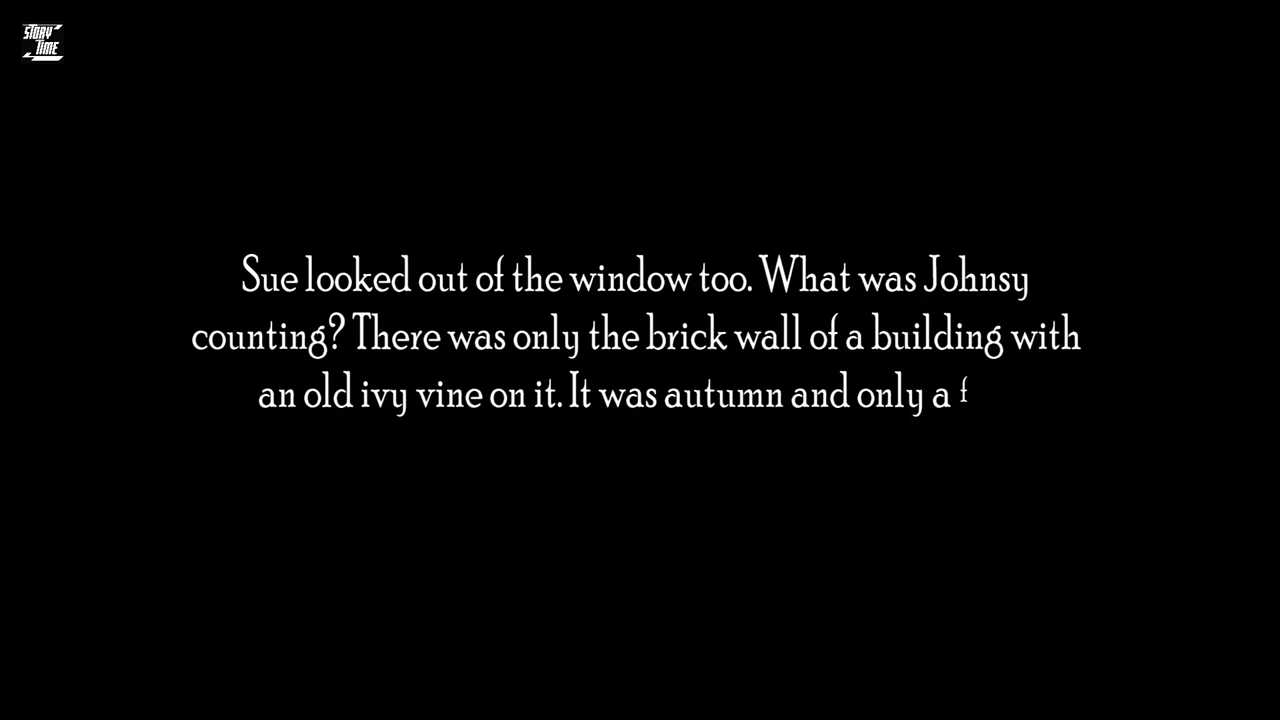 STORY
TIME
Sue looked out of the window too. What was Johnsy
counting? There was only the brick wall of a building with
an old ivy vine on it. It was autumn and only a f